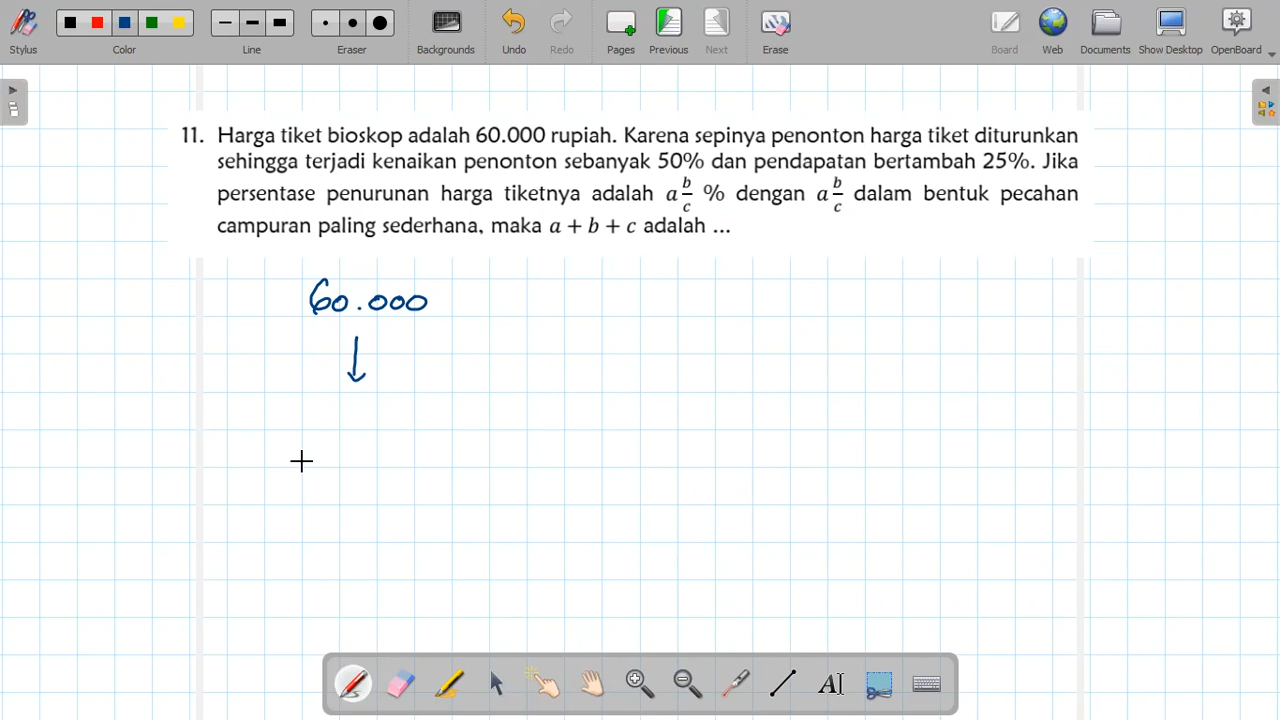 Stylus Color Line Eraser Backgrounds Undo Redo Pages Previous Next Erase Board Web Documents Show Desktop OpenBoard
11. Harga tiket bioskop adalah 60.000 rupiah. Karena sepinya penonton harga tiket diturunkan
sehingga terjadi kenaikan penonton sebanyak 50% dan pendapatan bertambah 25%. Jika
persentase penurunan harga tiketnya adalah a b/c % dengan a b/c dalam bentuk pecahan
campuran paling sederhana, maka a + b + c adalah ...
60.000